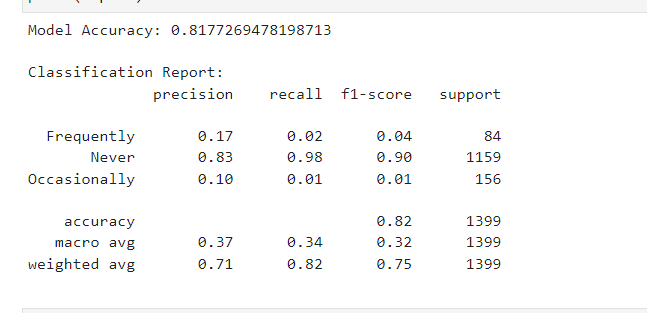 Model Accuracy: 0.8177269478198713
Classification Report:
precision recall f1-score support
Frequently 0.17 0.02 0.04 84
Never 0.83 0.98 0.90 1159
Occasionally 0.10 0.01 0.01 156
accuracy 0.82 1399
macro avg 0.37 0.34 0.32 1399
weighted avg 0.71 0.82 0.75 1399